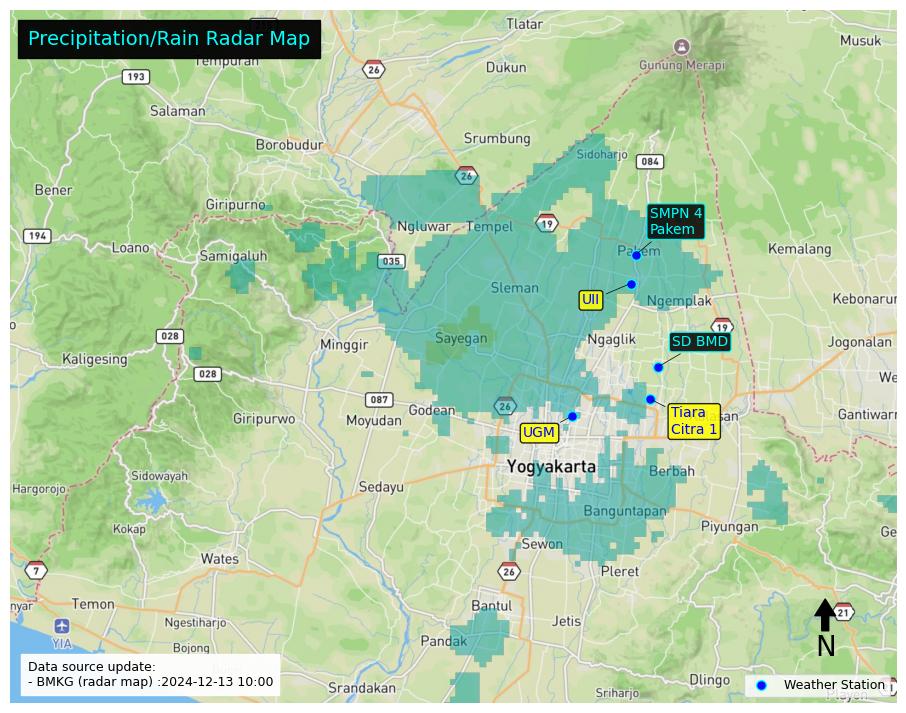 Precipitation/Rain Radar Map
Tlatar
Musuk
Gunung Merapi
Dukun
26
193
Salaman
Srumbung
Borobudur
Sidoharjo
084
26
Bener
Giripurno
SMPN 4
Pakem
19
Ngluwar
Tempel
194
Loano
Samigaluh
035
Pakem
Kemalang
Sleman
UII
Ngemplak
Kebonarun
028
Minggir
Sayegan
Ngaglik
19
SD BMD
Jogonalan
Kaligesing
028
087
Godean
26
Tiara
Citra 1
Gantiwarn
Giripurwo
Moyudan
UGM
Yogyakarta
Berbah
Sidowayah
Hargorojo
Sedayu
Banguntapan
Kokap
Piyungan
Sewon
Wates
7
26
Pleret
Temon
Bantul
21
Ngestiharjo
Jetis
YIA
Pandak
N
Bojong
Data source update:
- BMKG (radar map) :2024-12-13 10:00
Srandakan
Dlingo
Sriharjo
Weather Station